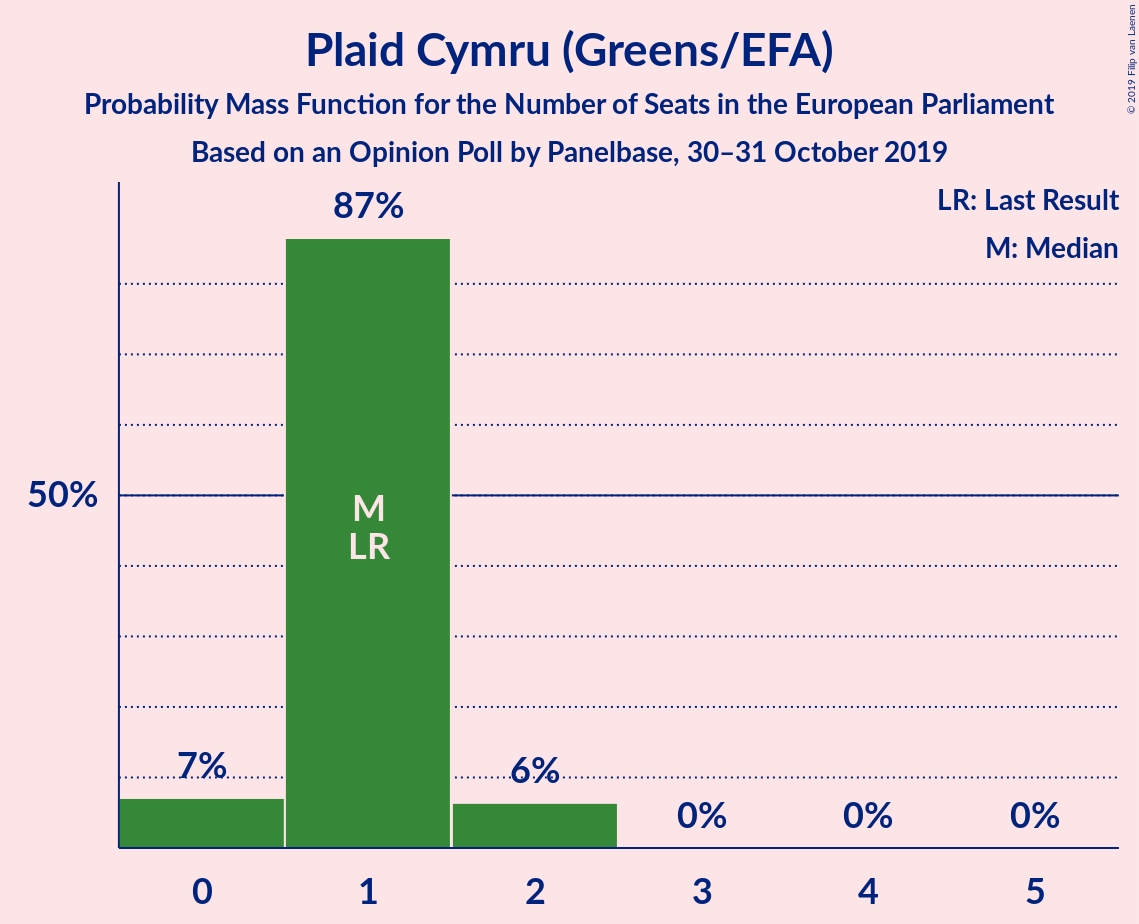 Plaid Cymru (Greens/EFA)
Probability Mass Function for the Number of Seats in the European Parliament
Based on an Opinion Poll by Panelbase, 30–31 October 2019
© 2019 Filip van Laenen
LR: Last Result
M: Median
87%
50%
M
LR
7%
6%
0%
0%
0%
0
1
2
3
4
5